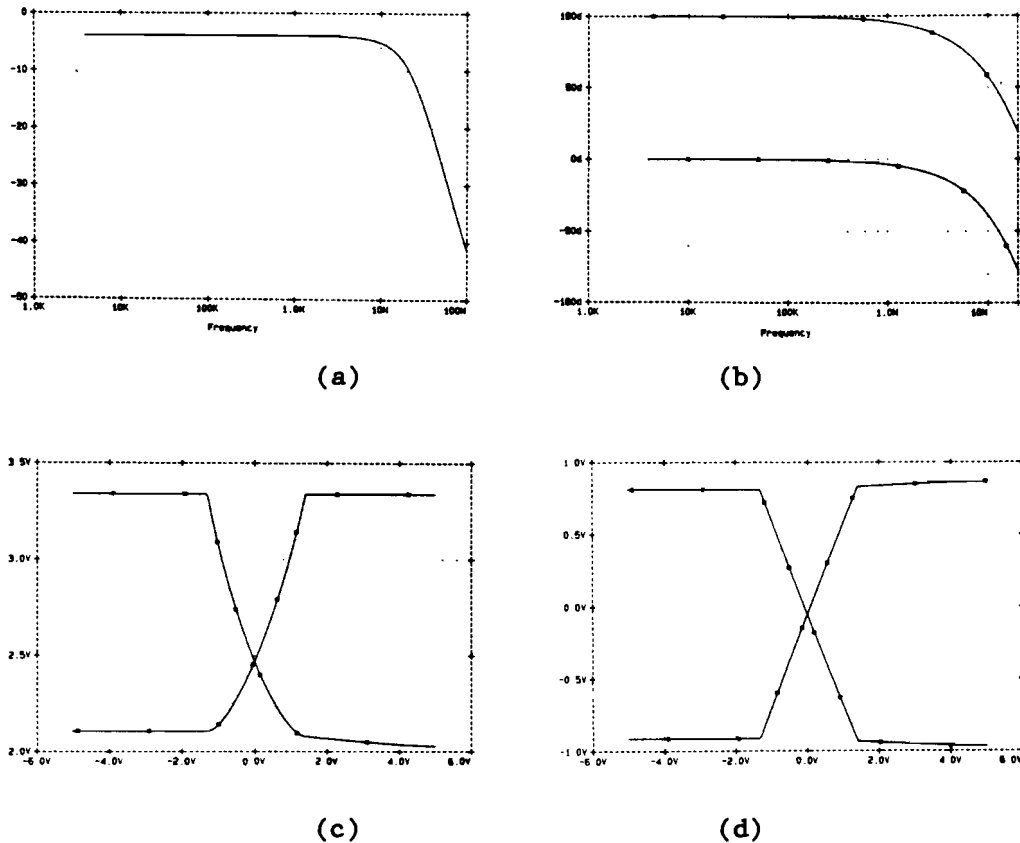 0
-10
-20
-30
-40
-50
1.0K 10K 100K 1.0M 10M 100M
Frequency
(a)
180d
90d
0d
-90d
-180d
1.0K 10K 100K 1.0M 10M
Frequency
(b)
3.5V
3.0V
2.5V
2.0V
-6.0V -4.0V -2.0V 0.0V 2.0V 4.0V 6.0V
(c)
1.0V
0.5V
0.0V
-0.5V
-1.0V
-6.0V -4.0V -2.0V 0.0V 2.0V 4.0V 6.0V
(d)